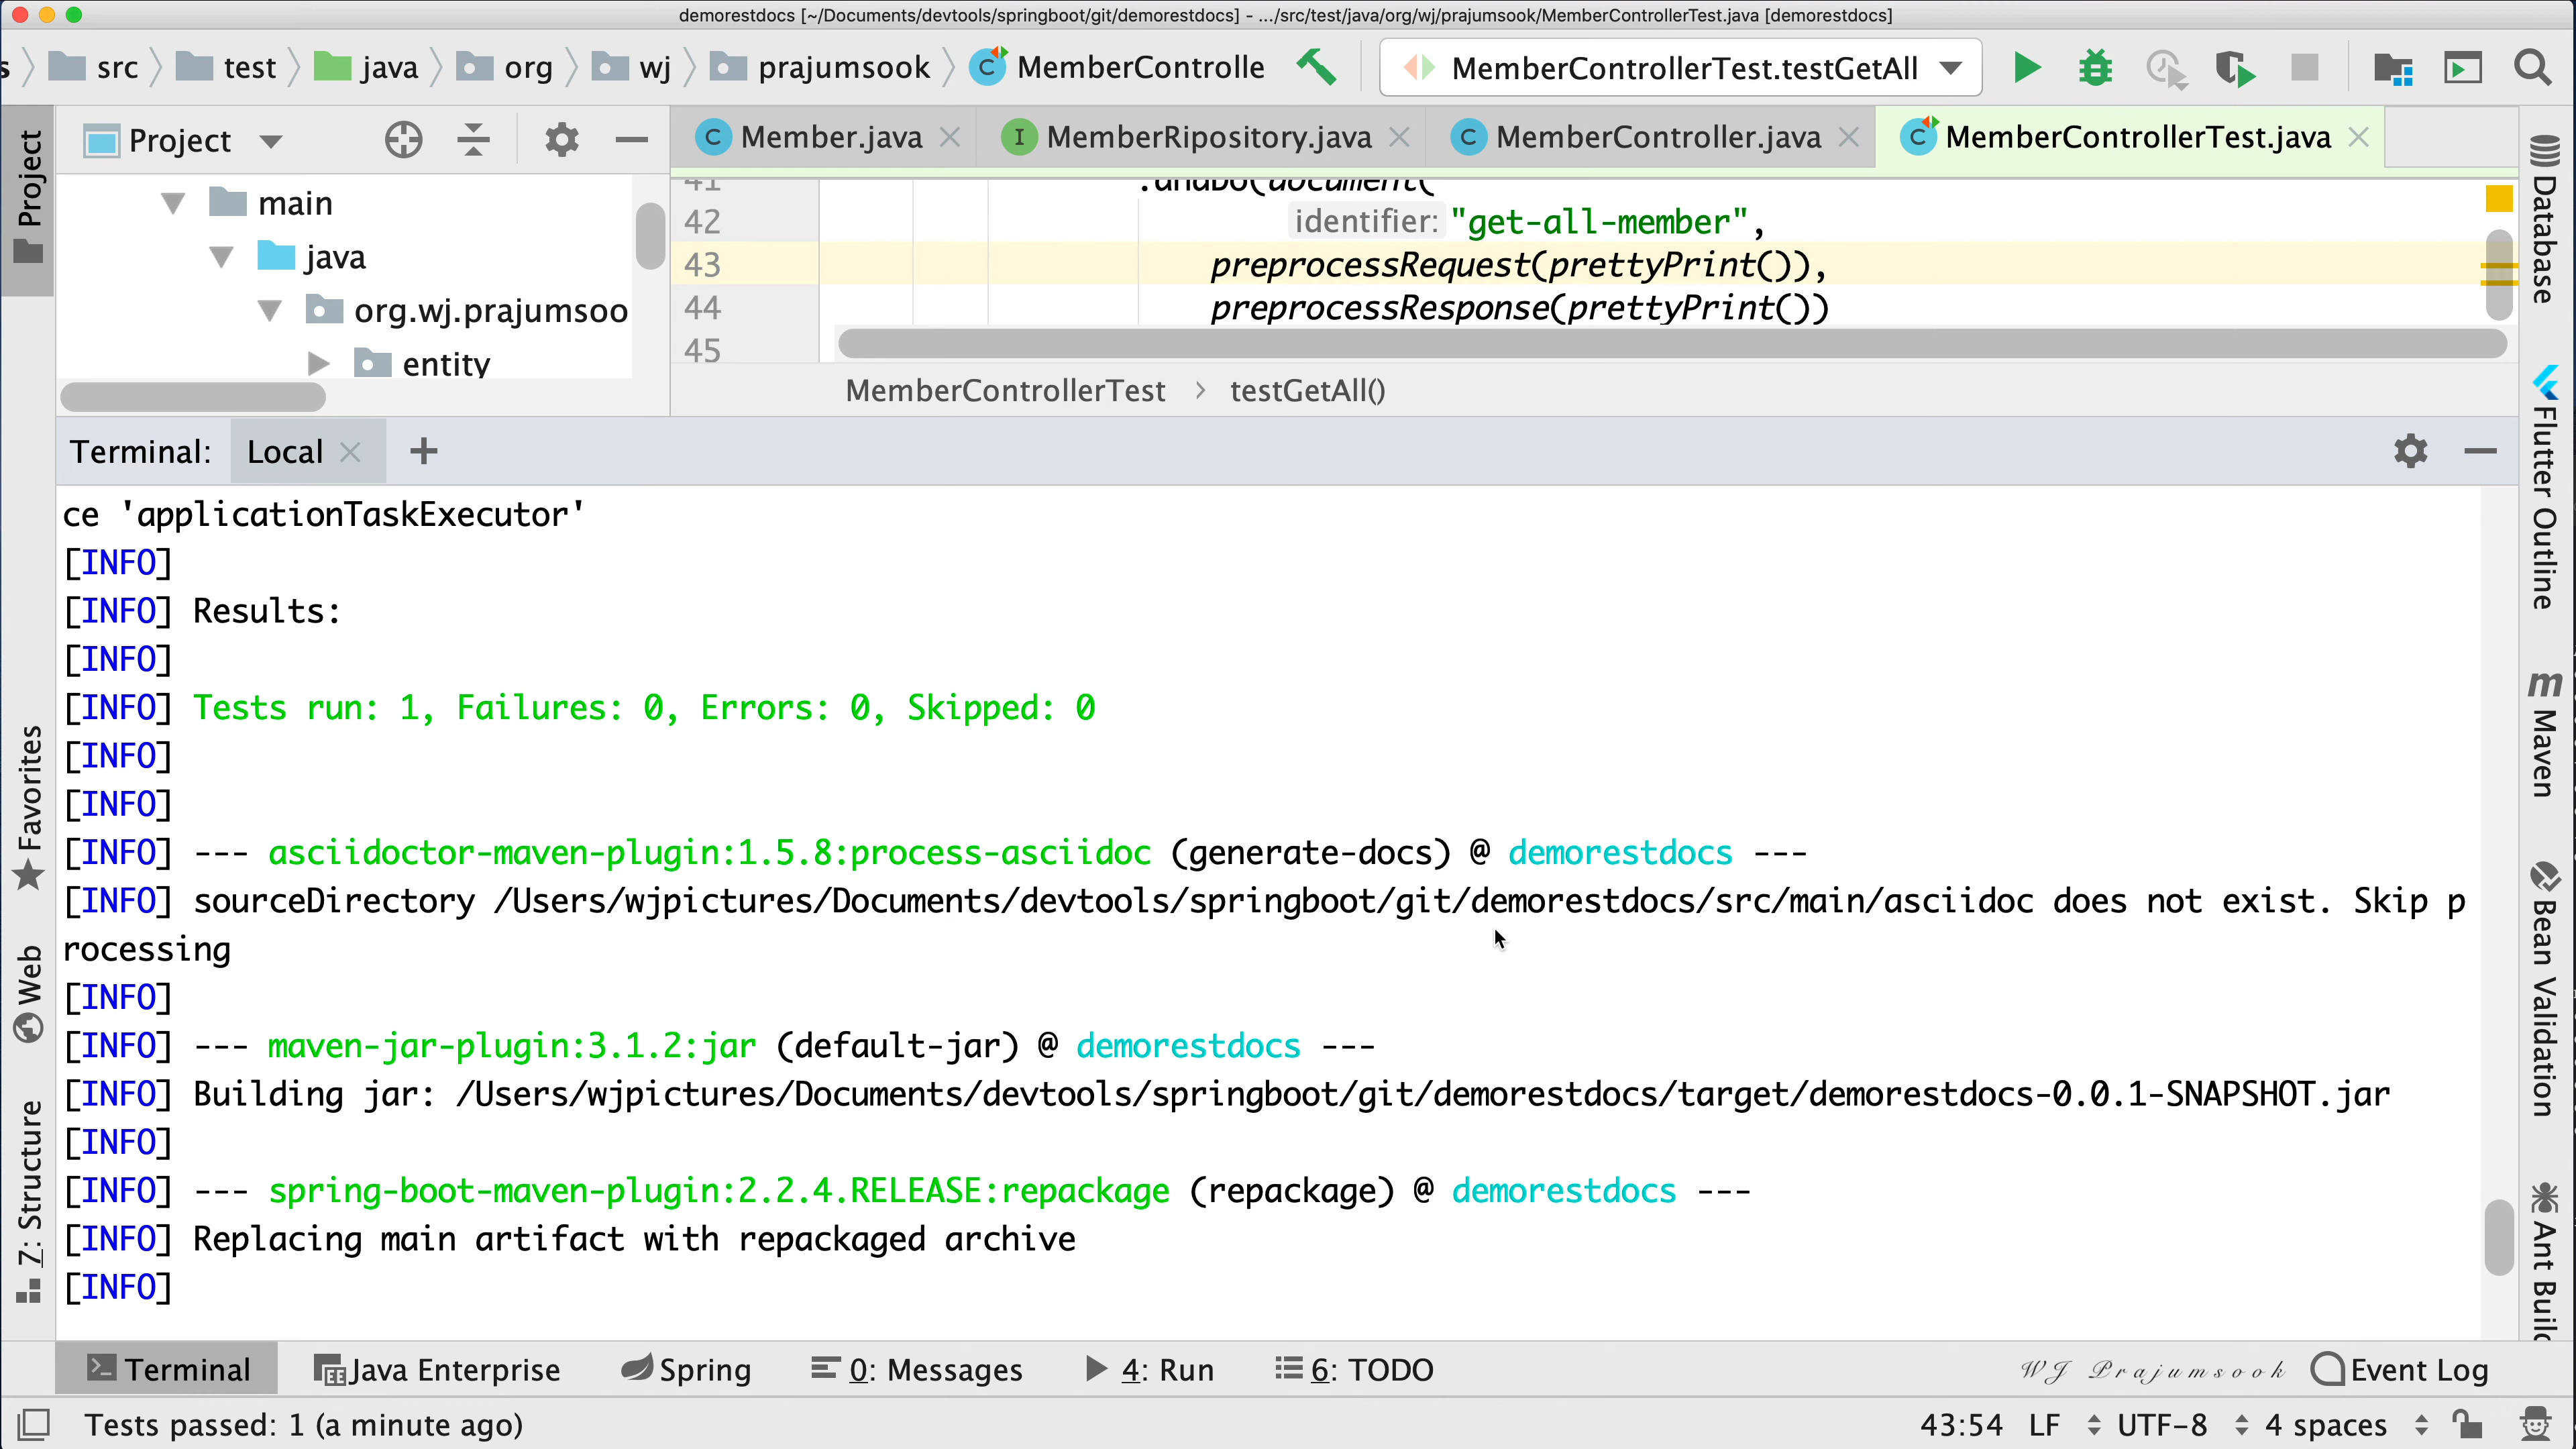 demorestdocs [~/Documents/devtools/springboot/git/demorestdocs] - .../src/test/java/org/wj/prajumsook/MemberControllerTest.java [demorestdocs]
s src test java org wj prajumsook MemberControlle MemberControllerTest.testGetAll
Project
Member.java MemberRipository.java MemberController.java MemberControllerTest.java
main
java
org.wj.prajumsoo
entity
41 .andDo(document(
42 identifier: "get-all-member",
43 preprocessRequest(prettyPrint()),
44 preprocessResponse(prettyPrint())
45
MemberControllerTest > testGetAll()
Terminal: Local
ce 'applicationTaskExecutor'
[INFO]
[INFO] Results:
[INFO]
[INFO] Tests run: 1, Failures: 0, Errors: 0, Skipped: 0
[INFO]
[INFO]
[INFO] --- asciidoctor-maven-plugin:1.5.8:process-asciidoc (generate-docs) @ demorestdocs ---
[INFO] sourceDirectory /Users/wjpictures/Documents/devtools/springboot/git/demorestdocs/src/main/asciidoc does not exist. Skip p
rocessing
[INFO]
[INFO] --- maven-jar-plugin:3.1.2:jar (default-jar) @ demorestdocs ---
[INFO] Building jar: /Users/wjpictures/Documents/devtools/springboot/git/demorestdocs/target/demorestdocs-0.0.1-SNAPSHOT.jar
[INFO]
[INFO] --- spring-boot-maven-plugin:2.2.4.RELEASE:repackage (repackage) @ demorestdocs ---
[INFO] Replacing main artifact with repackaged archive
[INFO]
Project
Favorites
Web
Z: Structure
Database
Flutter Outline
Maven
Bean Validation
Ant Build
Terminal Java Enterprise Spring 0: Messages 4: Run 6: TODO WJ Prajumsook Event Log
Tests passed: 1 (a minute ago) 43:54 LF UTF-8 4 spaces